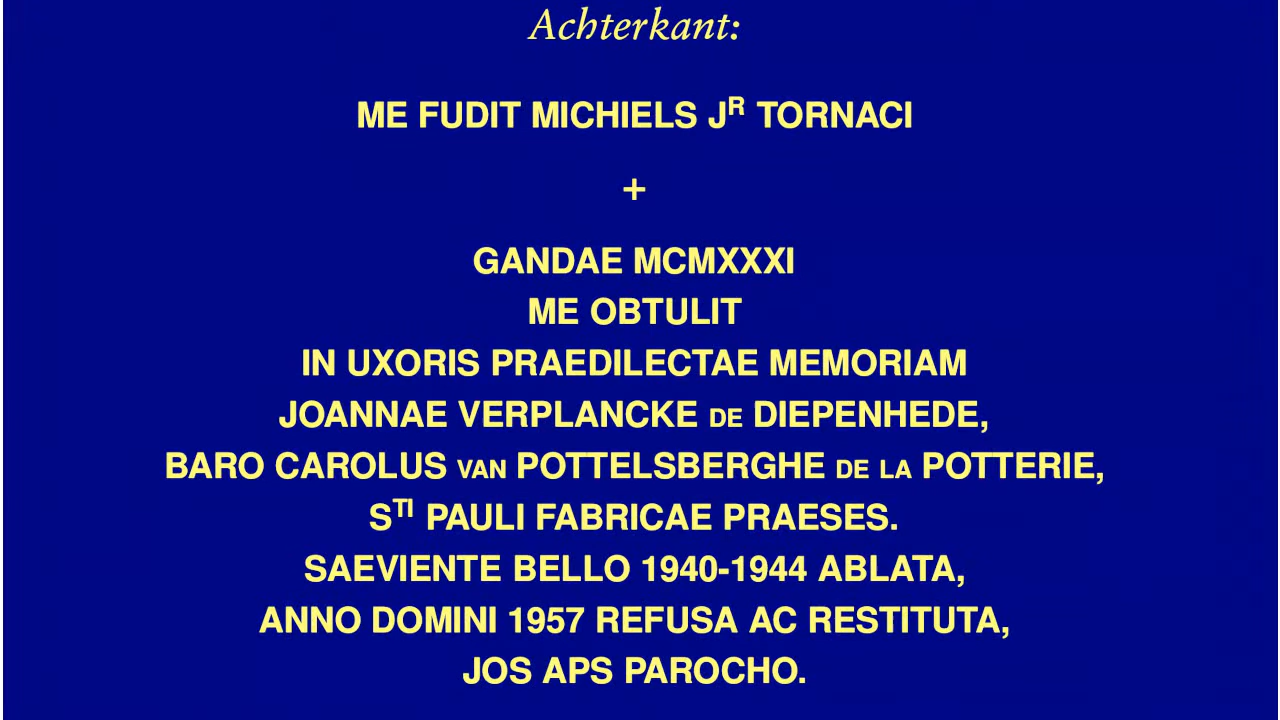 Achterkant:
ME FUDIT MICHIELS Jᴿ TORNACI
+
GANDAE MCMXXXI
ME OBTULIT
IN UXORIS PRAEDILECTAE MEMORIAM
JOANNAE VERPLANCKE DE DIEPENHEDE,
BARO CAROLUS VAN POTTELSBERGHE DE LA POTTERIE,
Sᵀᴵ PAULI FABRICAE PRAESES.
SAEVIENTE BELLO 1940-1944 ABLATA,
ANNO DOMINI 1957 REFUSA AC RESTITUTA,
JOS APS PAROCHO.